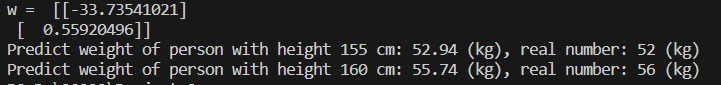 w =  [[-33.73541021]
 [  0.55920496]]
Predict weight of person with height 155 cm: 52.94 (kg), real number: 52 (kg)
Predict weight of person with height 160 cm: 55.74 (kg), real number: 56 (kg)